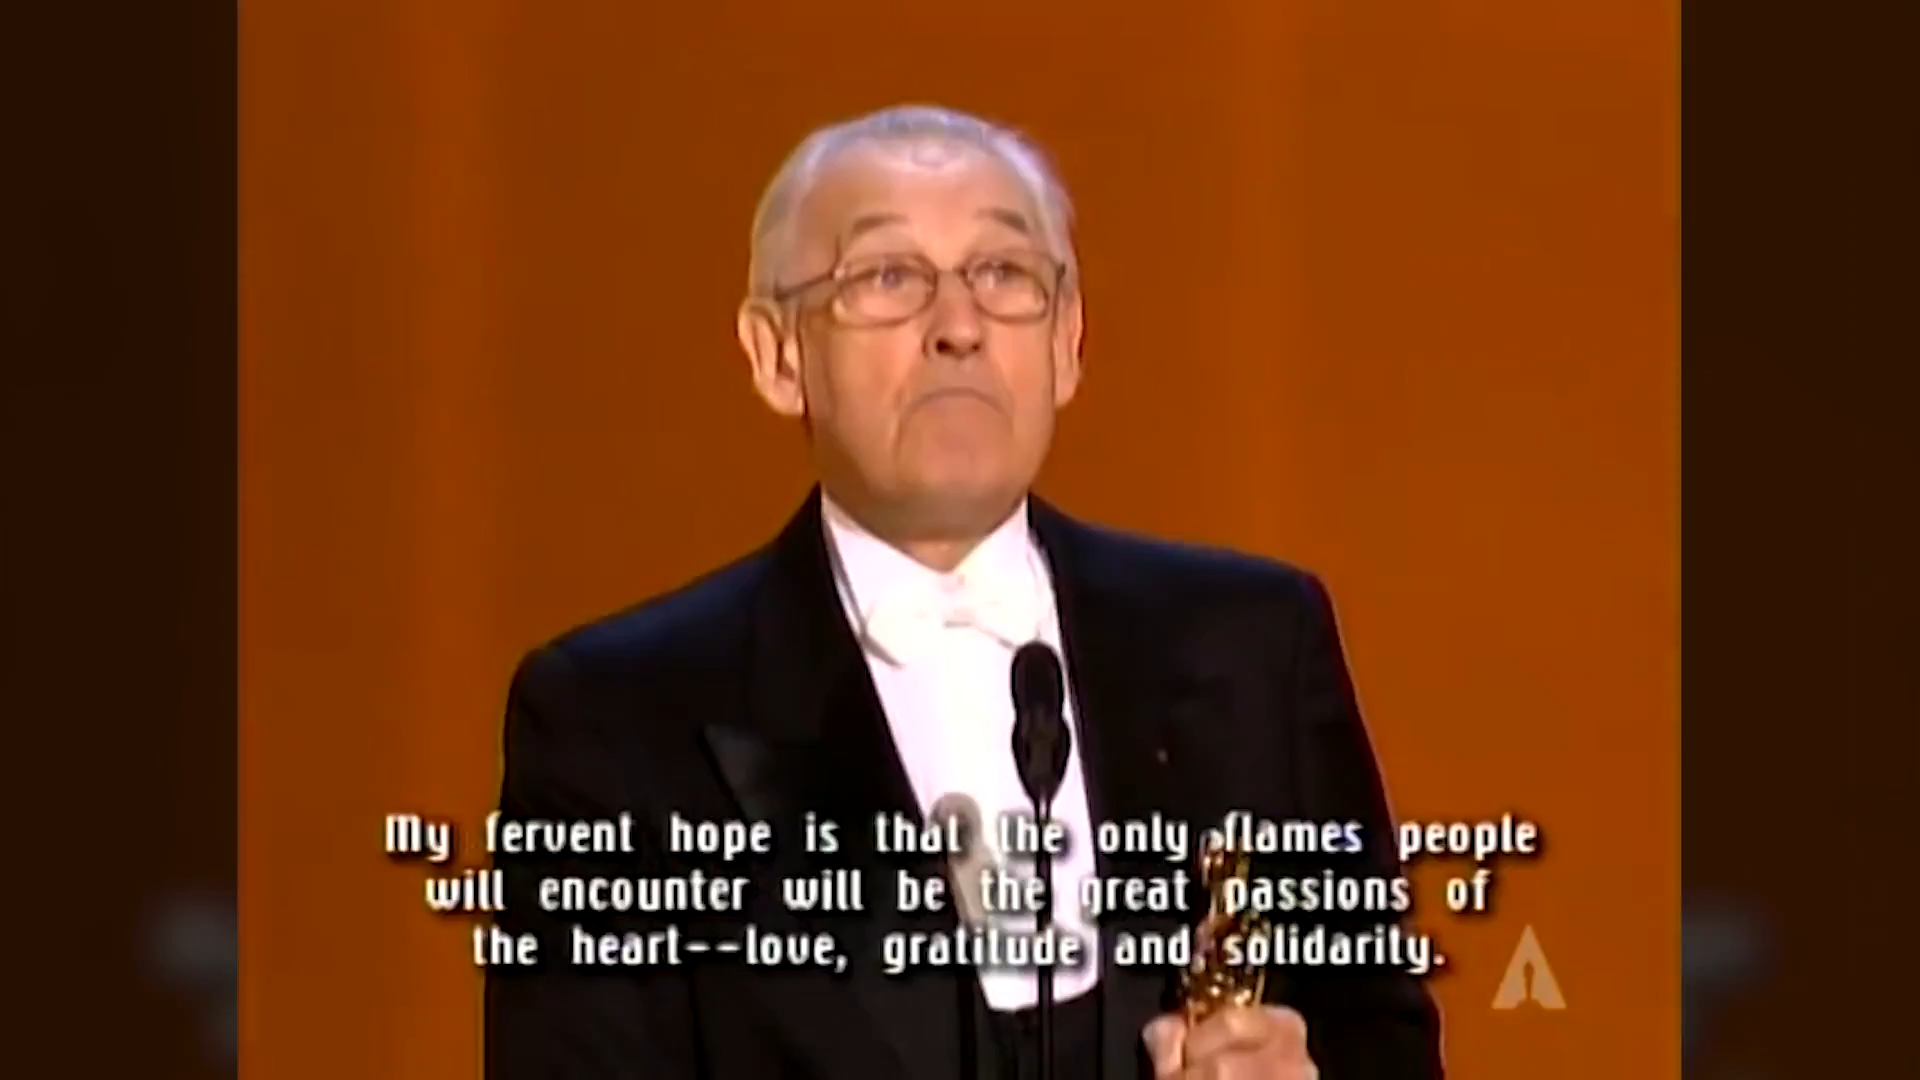 My fervent hope is that the only flames people
will encounter will be the great passions of
the heart--love, gratitude and solidarity.